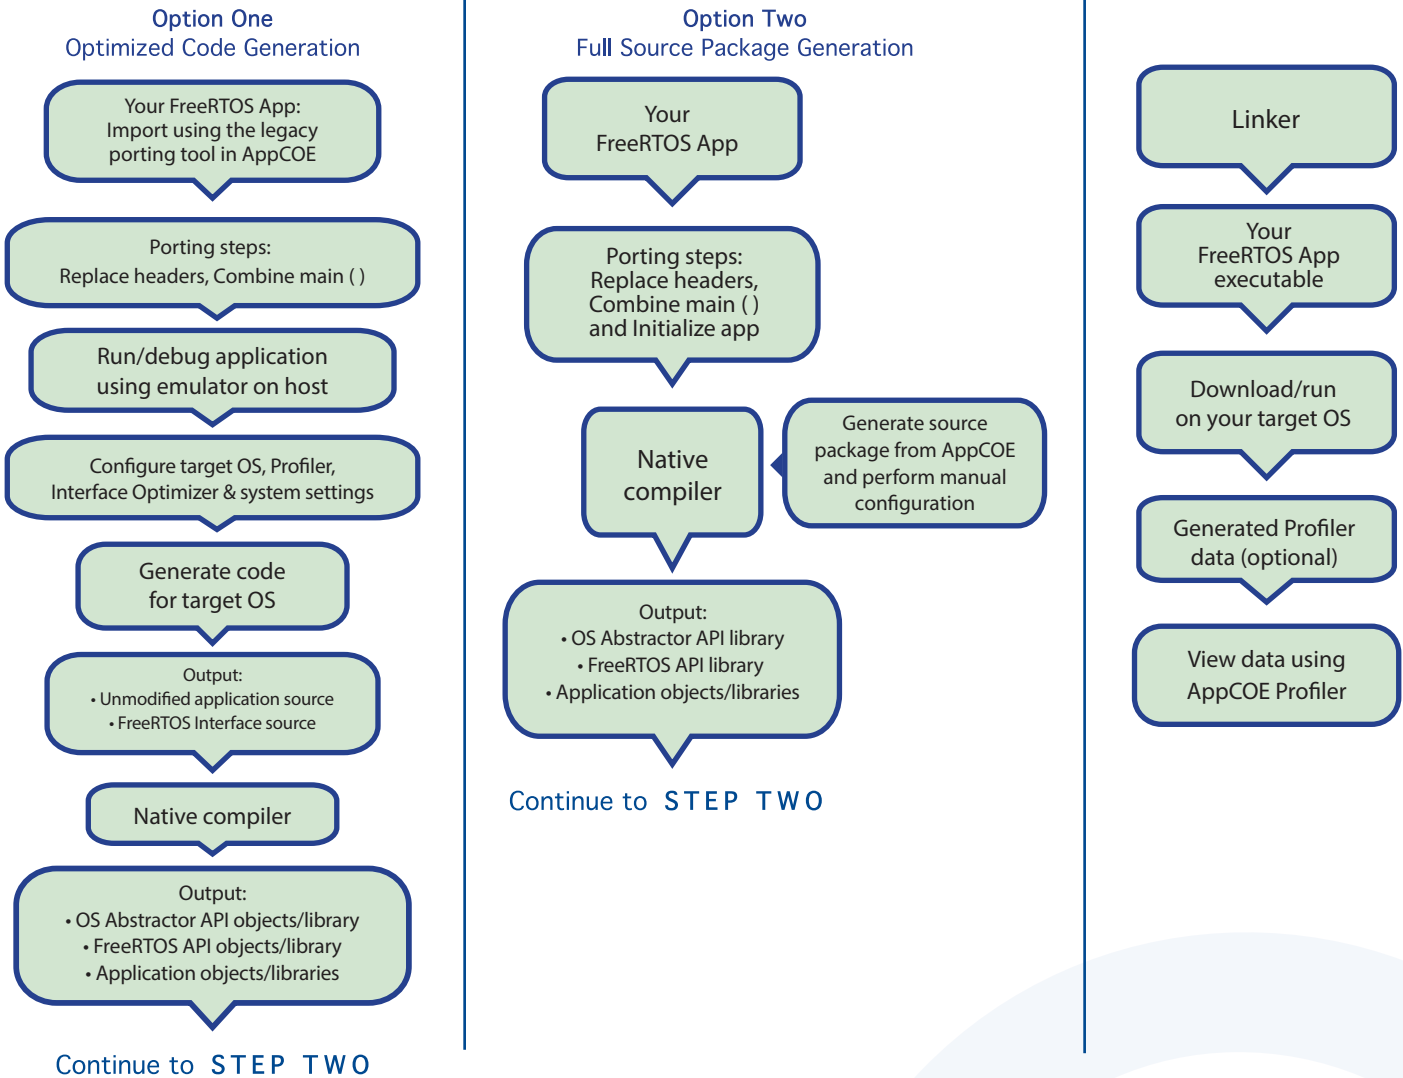 Option One
Optimized Code Generation
Your FreeRTOS App:
Import using the legacy
porting tool in AppCOE
Porting steps:
Replace headers, Combine main ( )
Run/debug application
using emulator on host
Configure target OS, Profiler,
Interface Optimizer & system settings
Generate code
for target OS
Output:
• Unmodified application source
• FreeRTOS Interface source
Native compiler
Output:
• OS Abstractor API objects/library
• FreeRTOS API objects/library
• Application objects/libraries
Continue to STEP TWO
Option Two
Full Source Package Generation
Your
FreeRTOS App
Porting steps:
Replace headers,
Combine main ( )
and Initialize app
Native
compiler
Generate source
package from AppCOE
and perform manual
configuration
Output:
• OS Abstractor API library
• FreeRTOS API library
• Application objects/libraries
Continue to STEP TWO
Linker
Your
FreeRTOS App
executable
Download/run
on your target OS
Generated Profiler
data (optional)
View data using
AppCOE Profiler